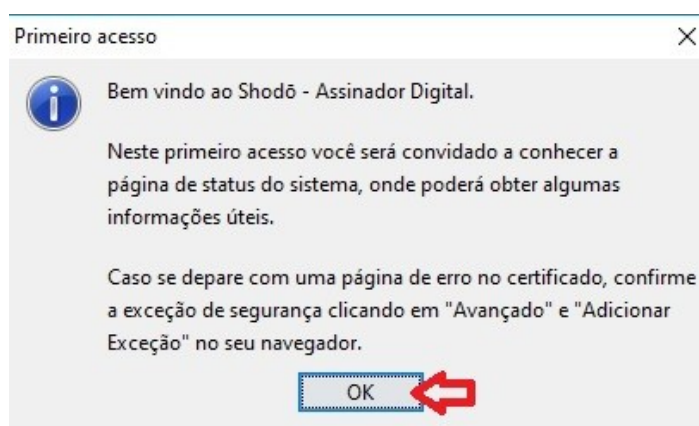 Primeiro acesso
Bem vindo ao Shodō - Assinador Digital.
Neste primeiro acesso você será convidado a conhecer a
página de status do sistema, onde poderá obter algumas
informações úteis.
Caso se depare com uma página de erro no certificado, confirme
a exceção de segurança clicando em "Avançado" e "Adicionar
Exceção" no seu navegador.
OK